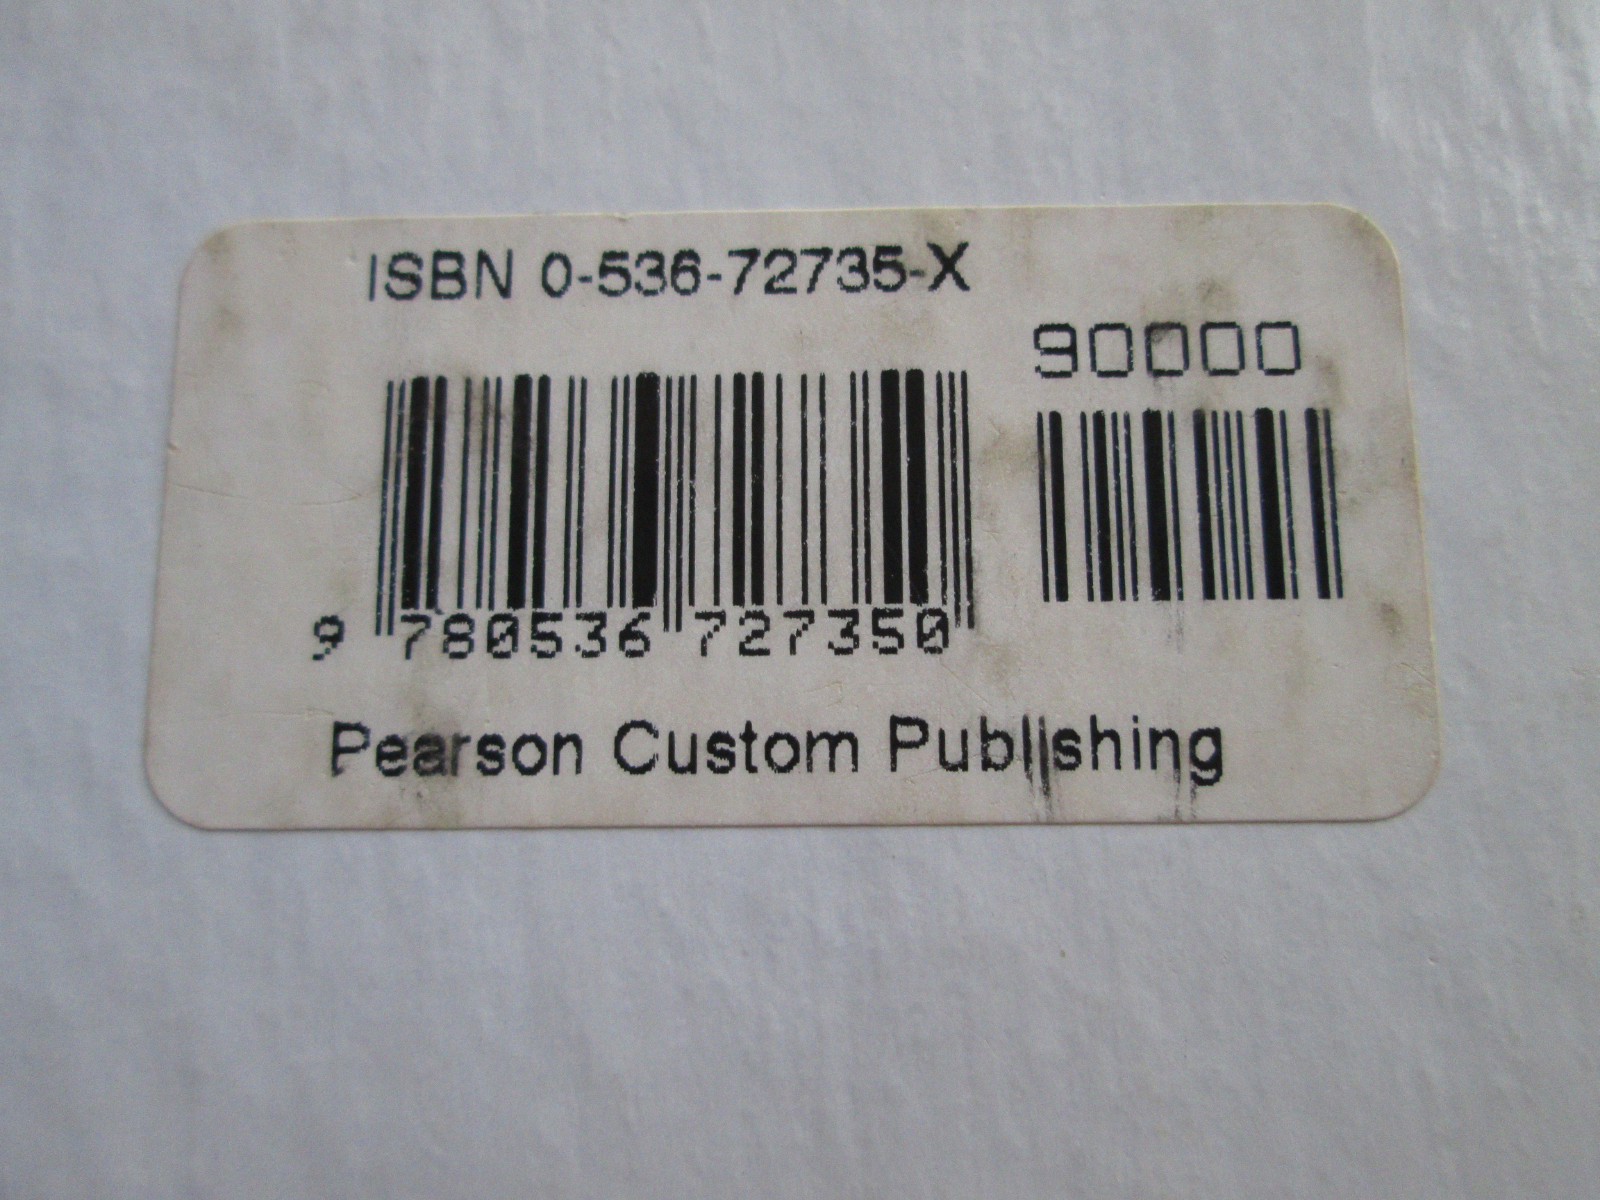 ISBN 0-536-72735-X
90000
9 780536 727350
Pearson Custom Publishing